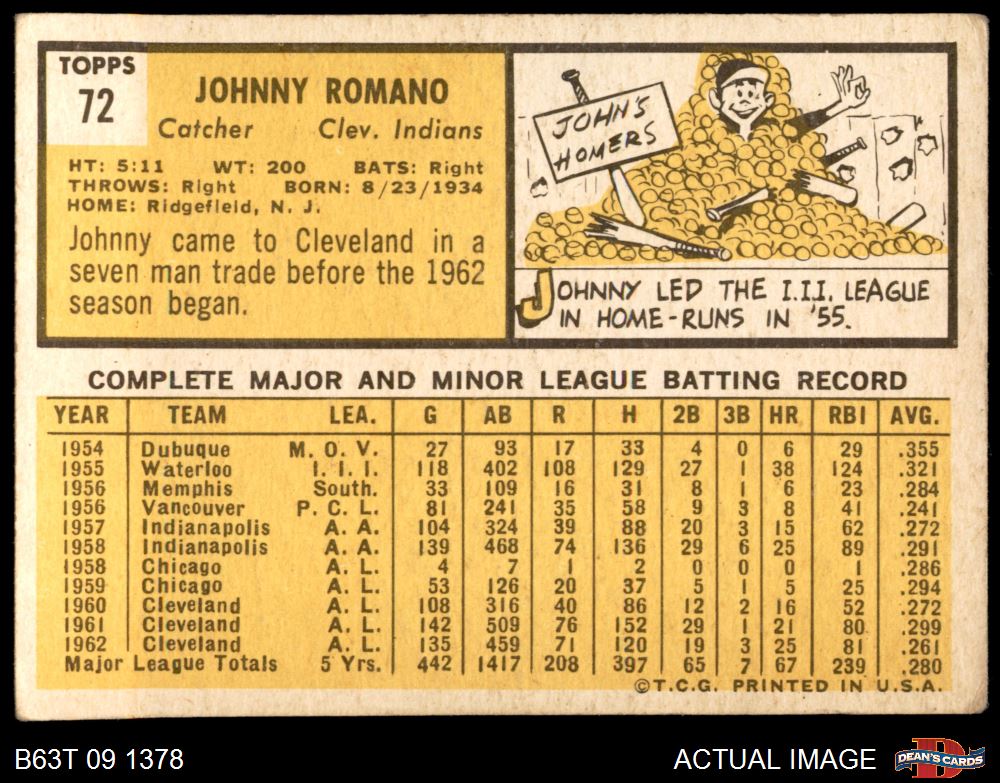 TOPPS
72
JOHNNY ROMANO
Catcher Clev. Indians
HT: 5:11 WT: 200 BATS: Right
THROWS: Right BORN: 8/23/1934
HOME: Ridgefield, N. J.
Johnny came to Cleveland in a
seven man trade before the 1962
season began.
JOHN'S
HOMERS
JOHNNY LED THE I.I.I. LEAGUE
IN HOME-RUNS IN '55.
COMPLETE MAJOR AND MINOR LEAGUE BATTING RECORD
YEAR TEAM LEA. G AB R H 2B 3B HR RBI AVG.
1954 Dubuque M. O. V. 27 93 17 33 4 0 6 29 .355
1955 Waterloo I. I. I. 118 402 108 129 27 1 38 124 .321
1956 Memphis South. 33 109 16 31 8 1 6 23 .284
1956 Vancouver P. C. L. 81 241 35 58 9 3 8 41 .241
1957 Indianapolis A. A. 104 324 39 88 20 3 15 62 .272
1958 Indianapolis A. A. 139 468 74 136 29 6 25 89 .291
1958 Chicago A. L. 4 7 1 2 0 0 0 1 .286
1959 Chicago A. L. 53 126 20 37 5 1 5 25 .294
1960 Cleveland A. L. 108 316 40 86 12 2 16 52 .272
1961 Cleveland A. L. 142 509 76 152 29 1 21 80 .299
1962 Cleveland A. L. 135 459 71 120 19 3 25 81 .261
Major League Totals 5 Yrs. 442 1417 208 397 65 7 67 239 .280
©T.C.G. PRINTED IN U.S.A.
B63T 09 1378 ACTUAL IMAGE DEAN'S CARDS